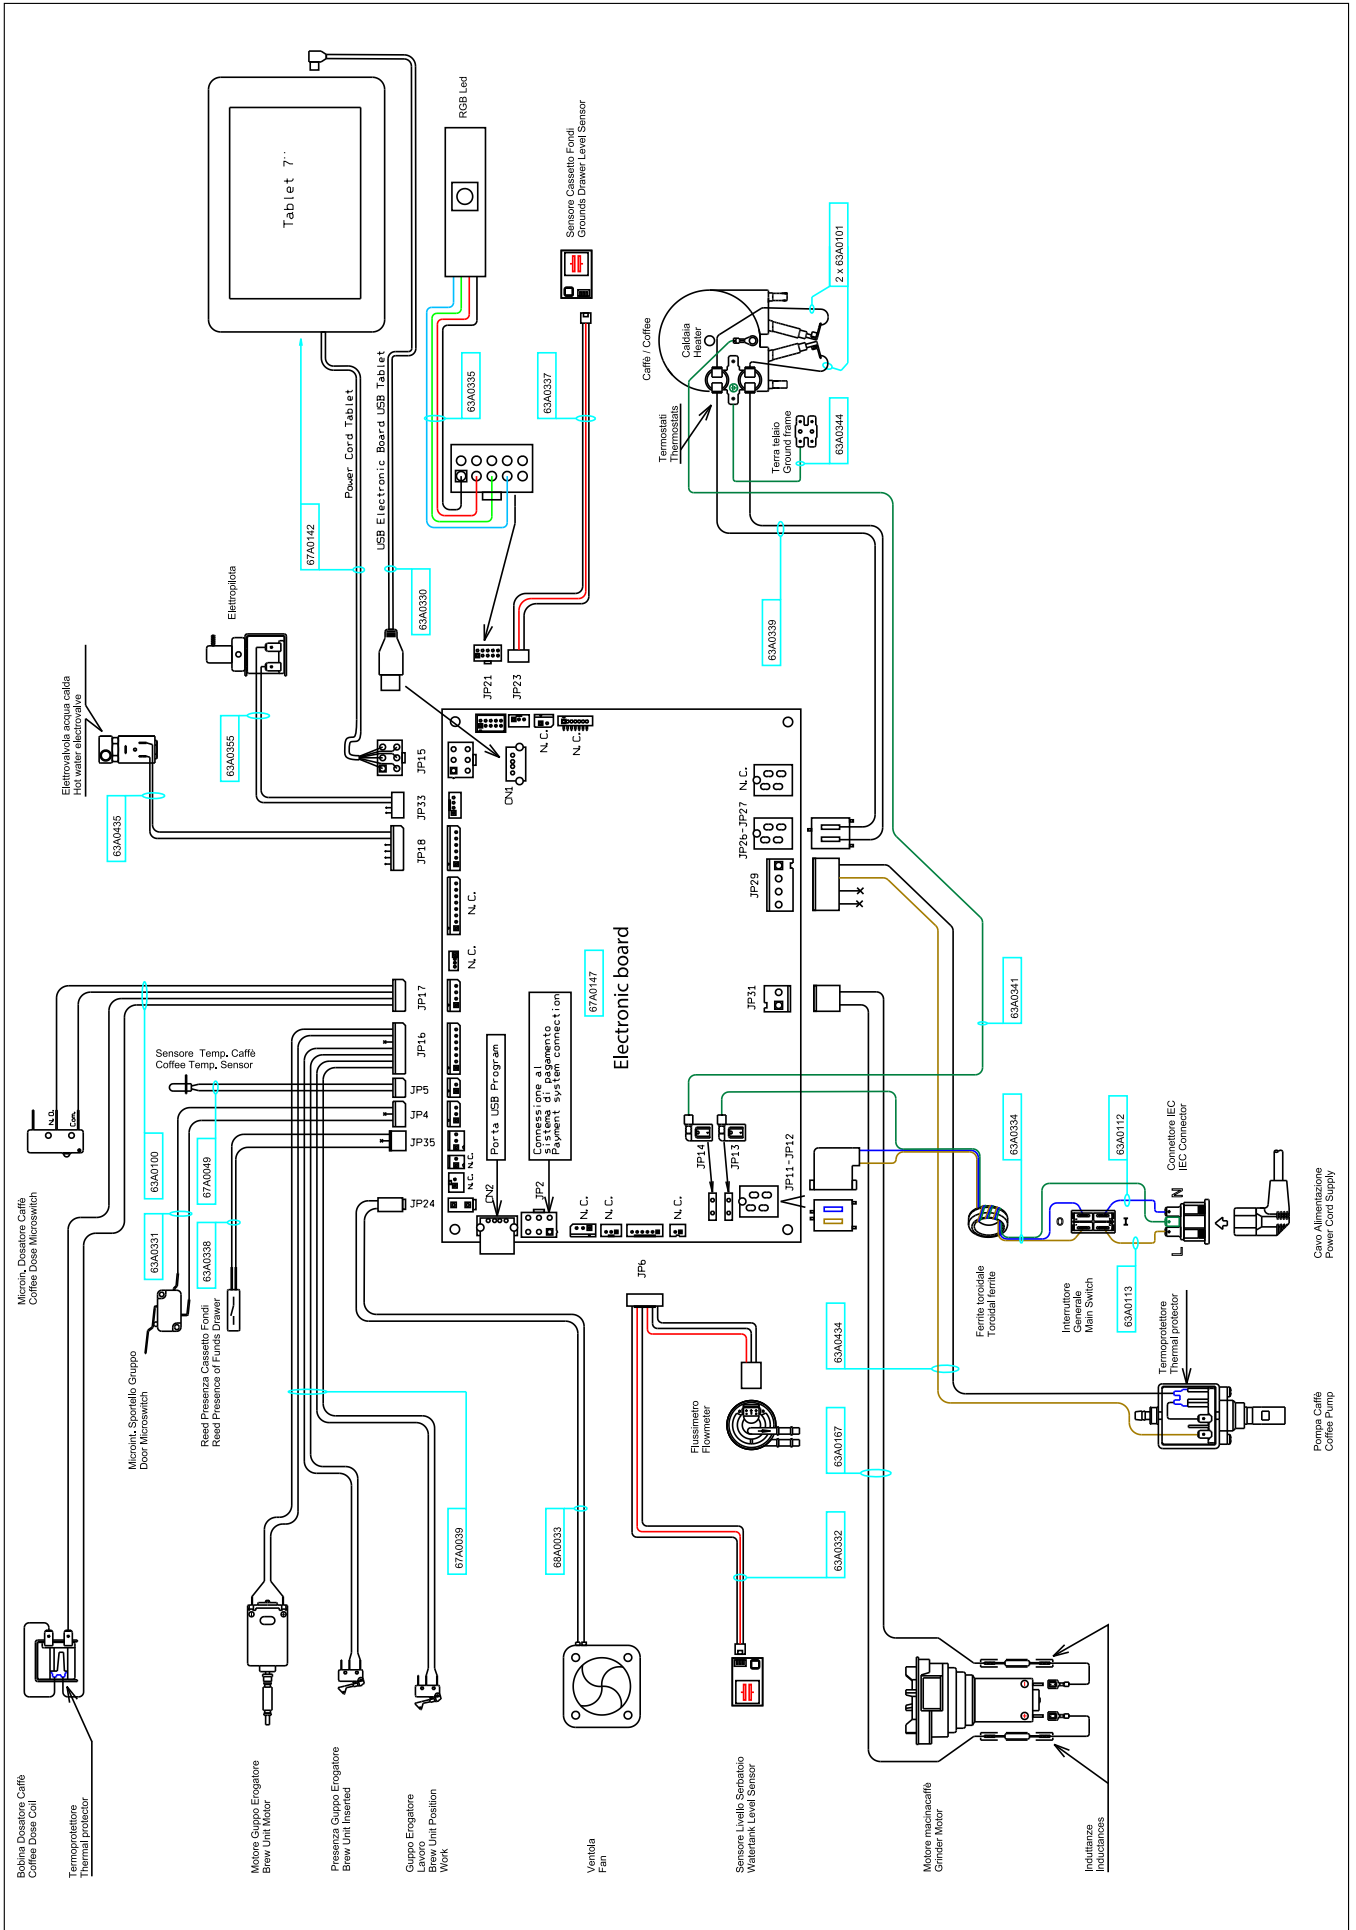 Tablet 7''
RGB Led
Sensore Cassetto Fondi
Grounds Drawer Level Sensor
Power Cord Tablet
USB Electronic Board USB Tablet
67A0142
63A0330
63A0335
63A0337
Elettropilota
63A0355
Elettrovalvola acqua calda
Hot water electrovalve
63A0435
Caffè / Coffee
Caldaia
Heater
2 x 63A0101
Termostati
Thermostats
Terra telaio
Ground frame
63A0344
63A0339
JP21
JP23
JP15
JP33
JP18
CN1
N.C.
N.C.
N.C.
N.C.
N.C.
JP26-JP27
JP29
JP31
JP17
JP16
JP5
JP4
JP35
JP24
N.C.
CN2
JP2
Porta USB Program
Connessione al
sistema di pagamento
Payment system connection
67A0147
Electronic board
N.C.
N.C.
N.C.
JP14
JP13
JP11-JP12
JP6
63A0341
Microin. Dosatore Caffè
Coffee Dose Microswitch
N.O.
Com.
Sensore Temp. Caffè
Coffee Temp. Sensor
63A0100
67A0049
63A0331
63A0338
Microint. Sportello Gruppo
Door Microswitch
Reed Presenza Cassetto Fondi
Reed Presence of Funds Drawer
67A0039
68A0033
Flussimetro
Flowmeter
63A0332
63A0167
63A0434
Ferrite toroidale
Toroidal ferrite
63A0334
63A0112
63A0113
O
I
Interruttore
Generale
Main Switch
Connettore IEC
IEC Connector
L
N
Cavo Alimentazione
Power Cord Supply
Termoprotettore
Thermal protector
Pompa Caffè
Coffee Pump
Bobina Dosatore Caffè
Coffee Dose Coil
Termoprotettore
Thermal protector
Motore Guppo Erogatore
Brew Unit Motor
Presenza Guppo Erogatore
Brew Unit Inserted
Guppo Erogatore
Lavoro
Brew Unit Position
Work
Ventola
Fan
Sensore Livello Serbatoio
Watertank Level Sensor
Motore macinacaffè
Grinder Motor
Induttanze
Inductances